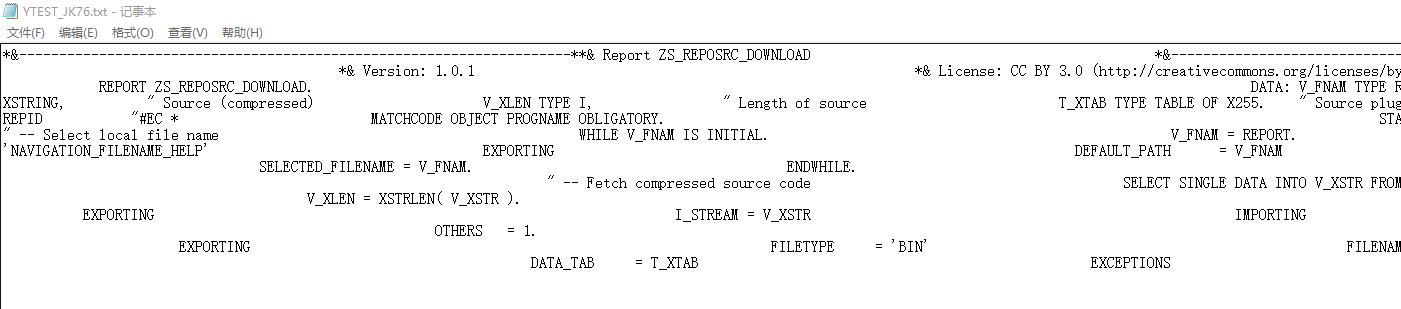 YTEST_JK76.txt - 记事本
文件(F) 编辑(E) 格式(O) 查看(V) 帮助(H)
*&---------------------------------------------------------------------**& Report ZS_REPOSRC_DOWNLOAD *&-----------------------------
*& Version: 1.0.1 *& License: CC BY 3.0 (http://creativecommons.org/licenses/by
REPORT ZS_REPOSRC_DOWNLOAD. DATA: V_FNAM TYPE R
XSTRING, " Source (compressed) V_XLEN TYPE I, " Length of source T_XTAB TYPE TABLE OF X255. " Source plug
REPID "#EC * MATCHCODE OBJECT PROGNAME OBLIGATORY. STA
" -- Select local file name WHILE V_FNAM IS INITIAL. V_FNAM = REPORT.
'NAVIGATION_FILENAME_HELP' EXPORTING DEFAULT_PATH = V_FNAM
SELECTED_FILENAME = V_FNAM. ENDWHILE.
" -- Fetch compressed source code SELECT SINGLE DATA INTO V_XSTR FROM
V_XLEN = XSTRLEN( V_XSTR ).
EXPORTING I_STREAM = V_XSTR IMPORTING
OTHERS = 1.
EXPORTING FILETYPE = 'BIN' FILENAM
DATA_TAB = T_XTAB EXCEPTIONS